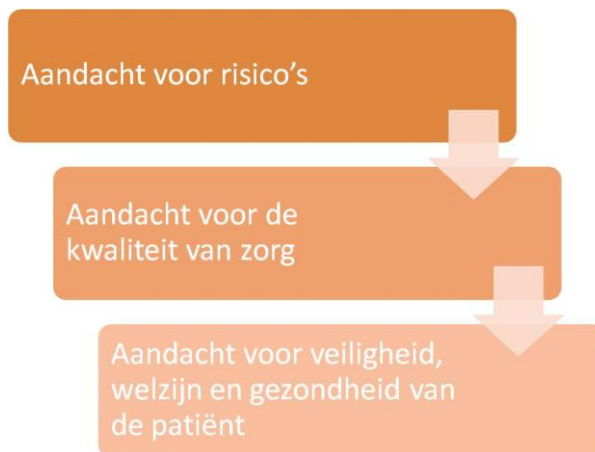 Aandacht voor risico’s
Aandacht voor de
kwaliteit van zorg
Aandacht voor veiligheid,
welzijn en gezondheid van
de patiënt